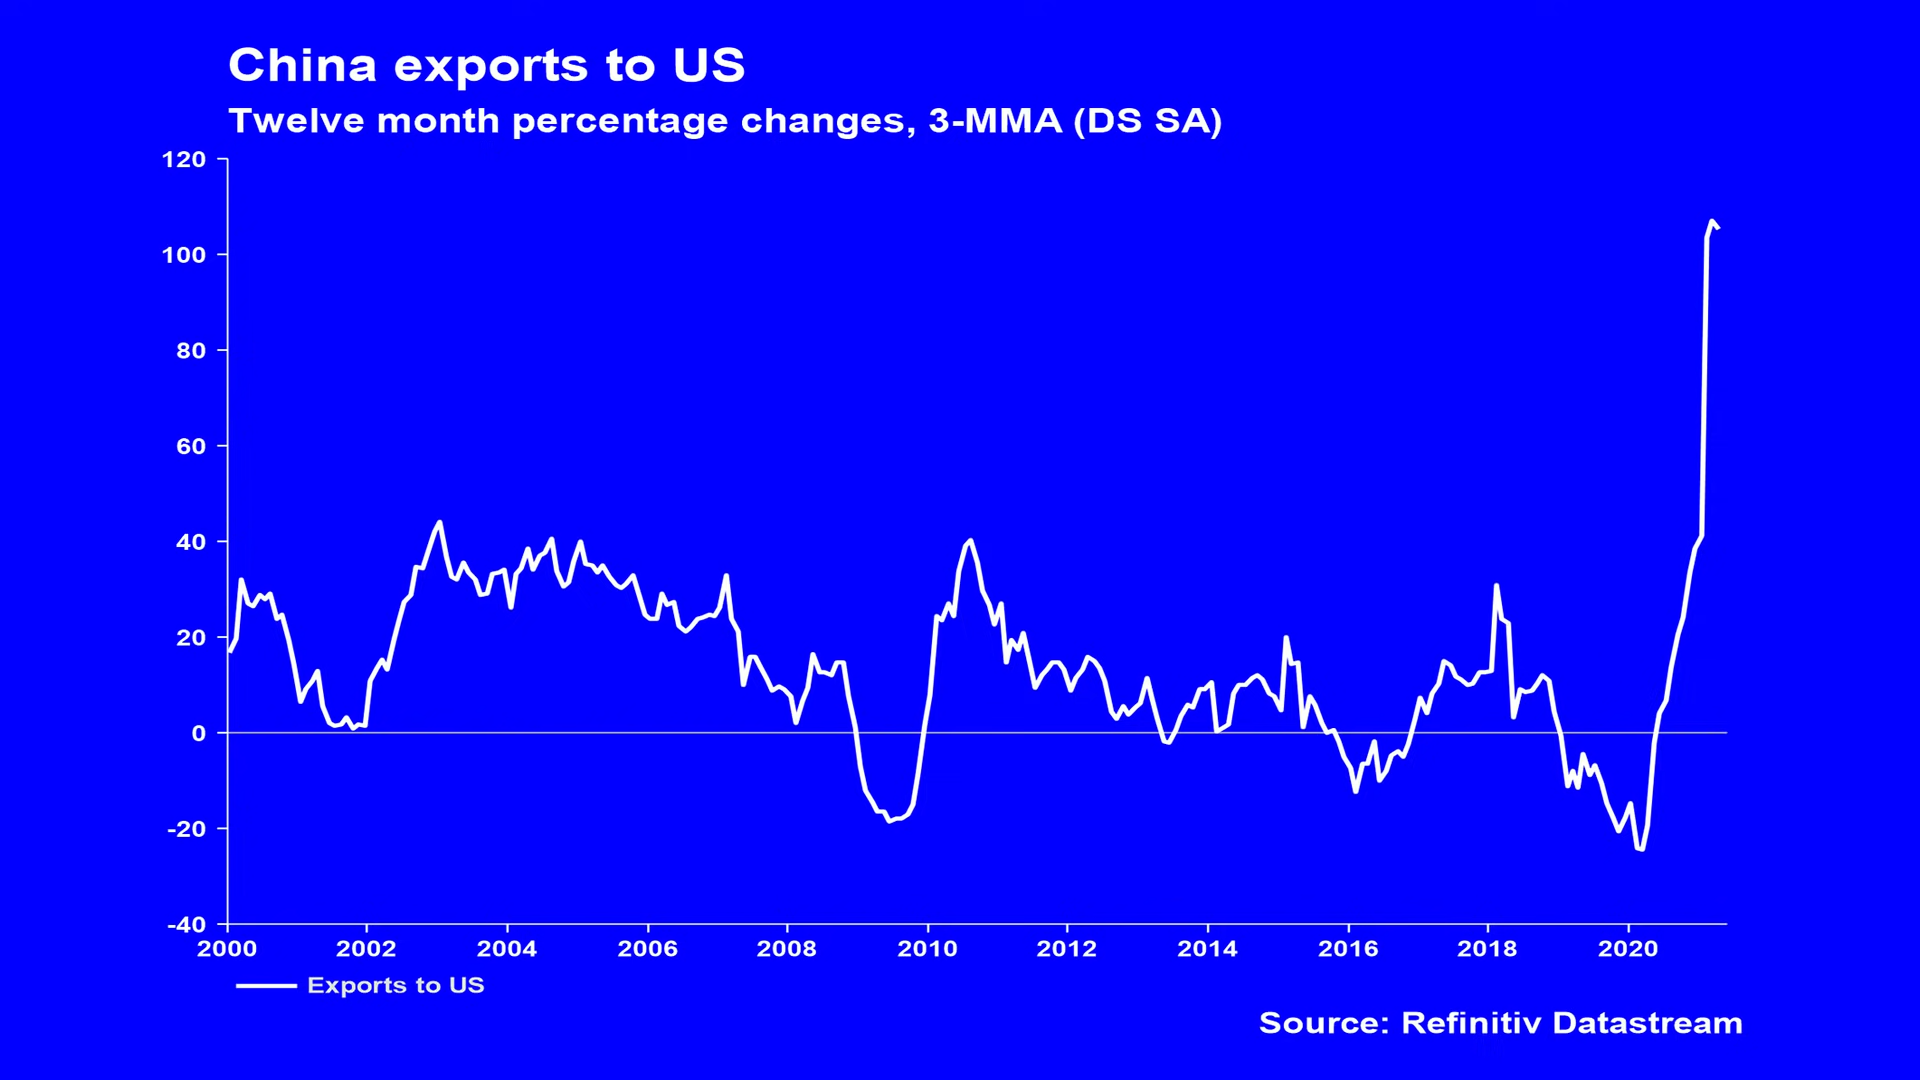 China exports to US
Twelve month percentage changes, 3-MMA (DS SA)
120
100
80
60
40
20
0
-20
-40
2000 2002 2004 2006 2008 2010 2012 2014 2016 2018 2020
Exports to US
Source: Refinitiv Datastream